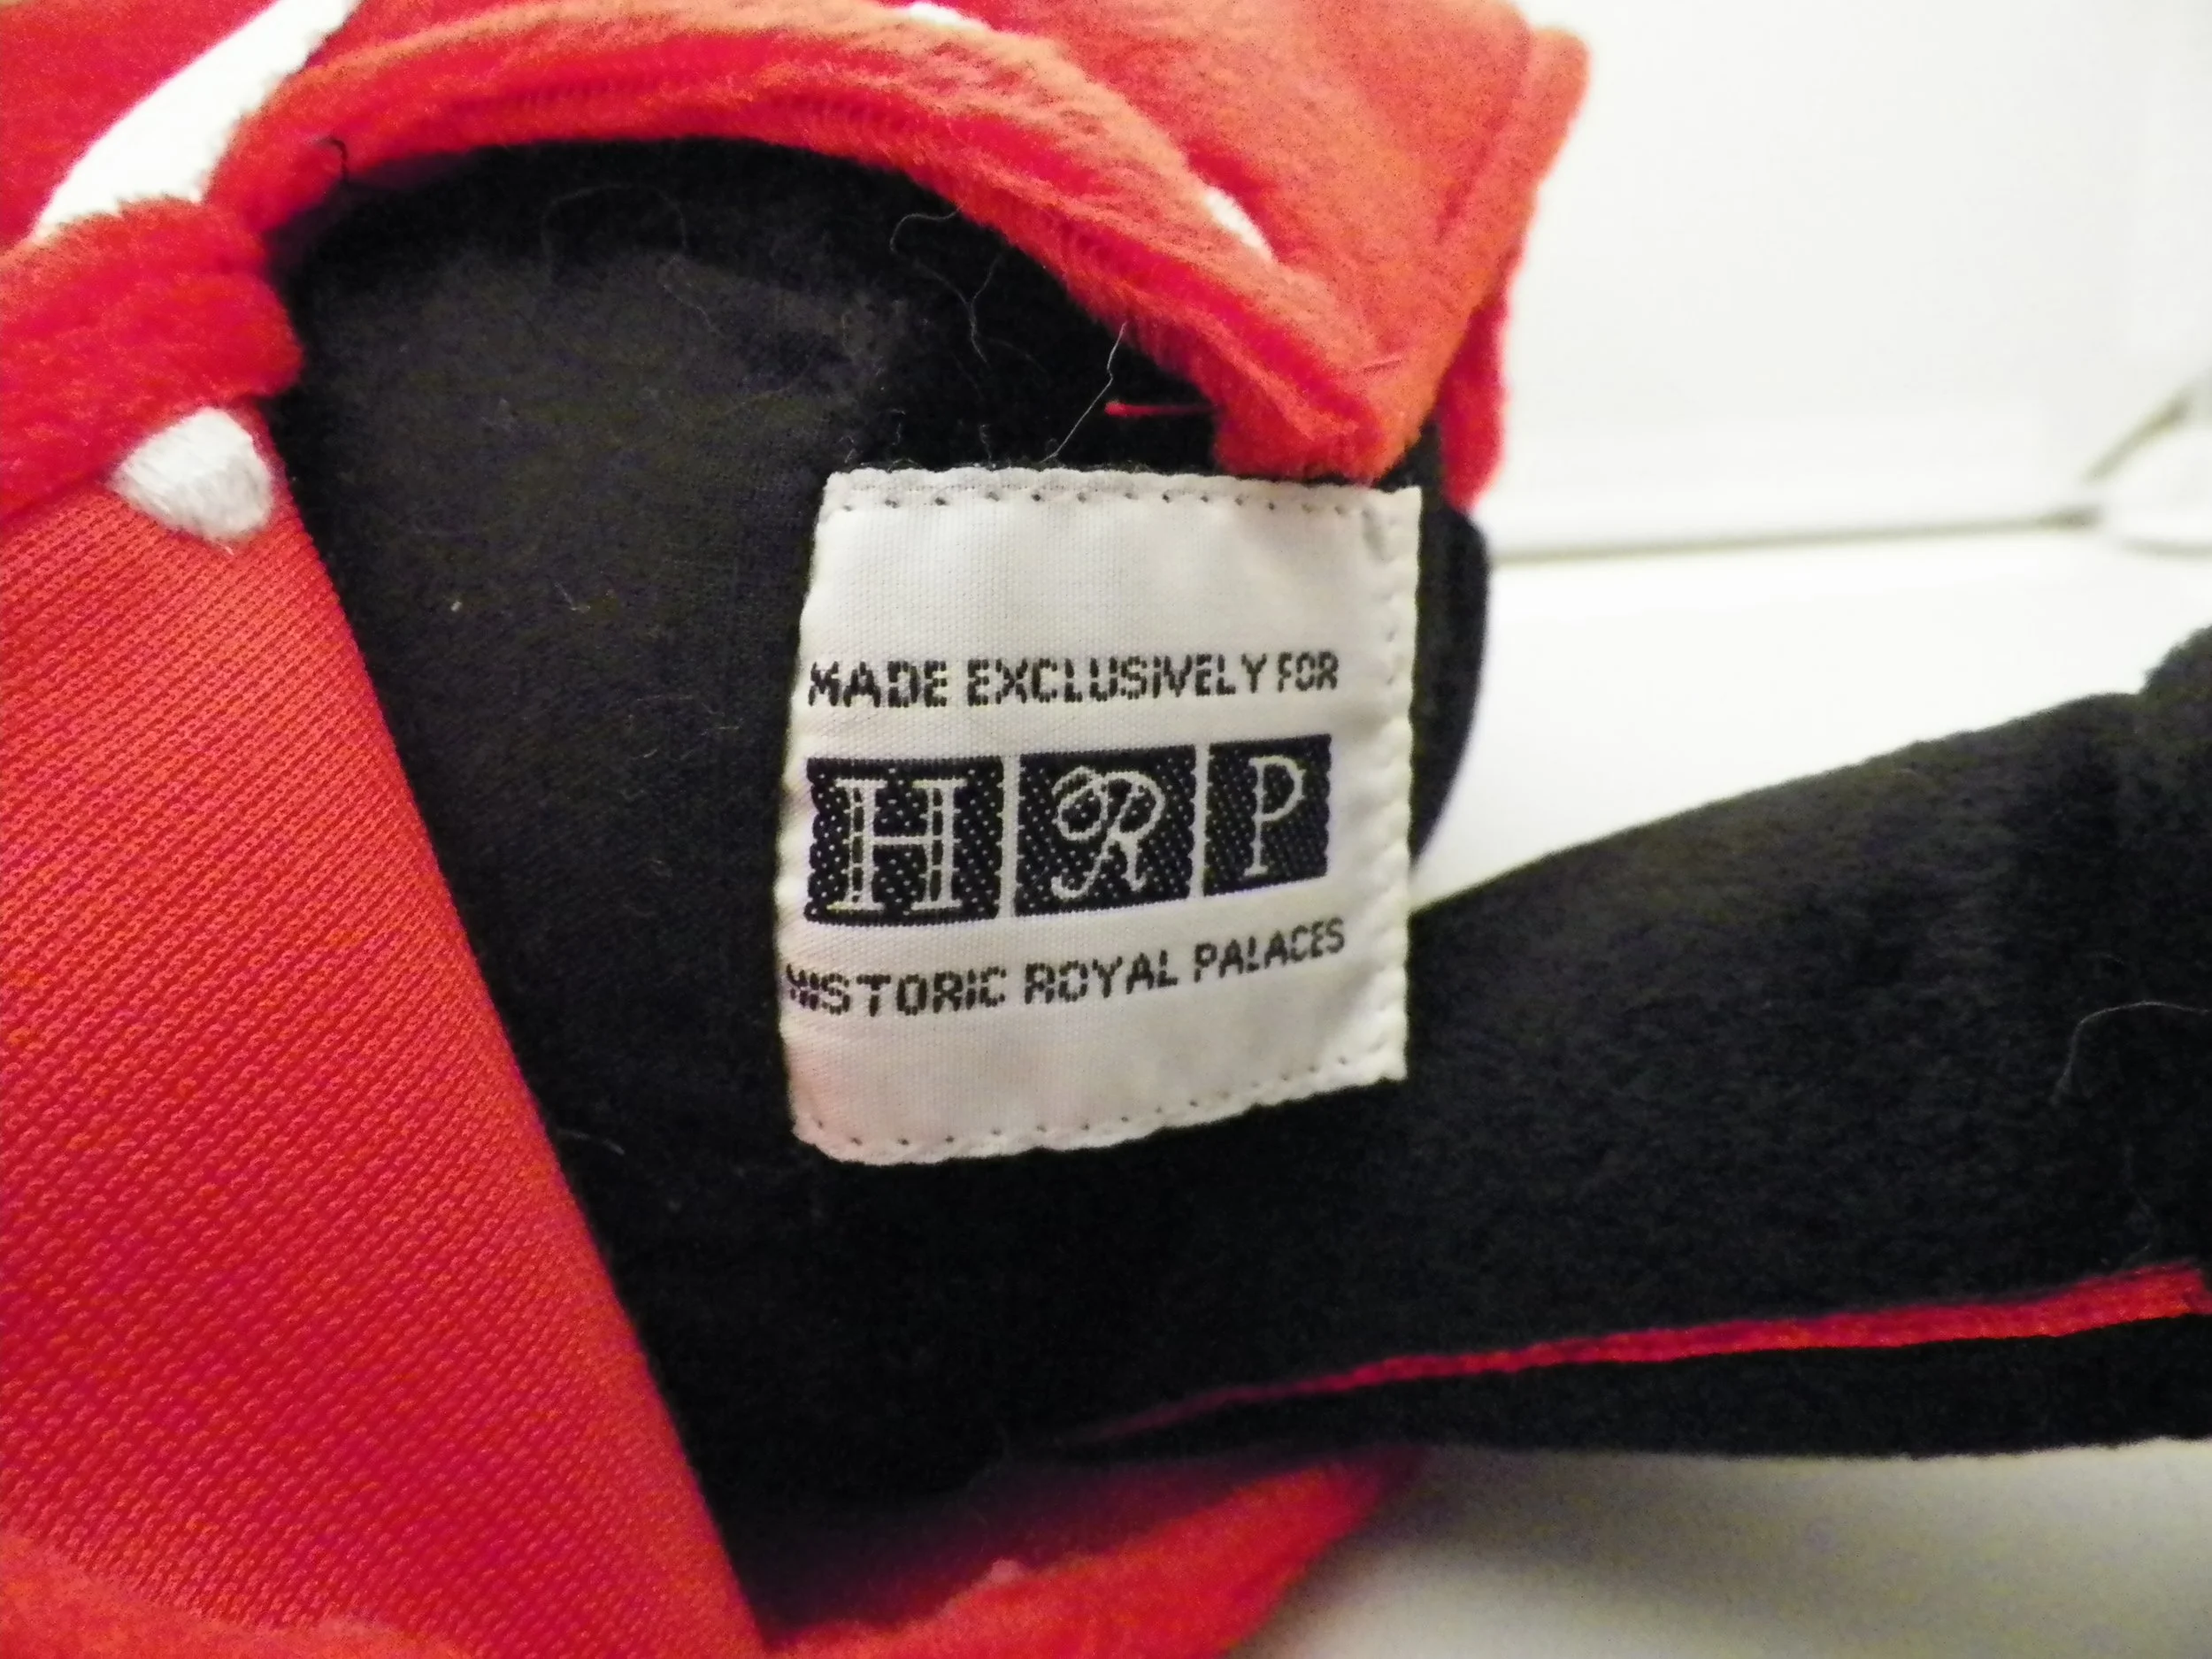 MADE EXCLUSIVELY FOR
HRP
HISTORIC ROYAL PALACES